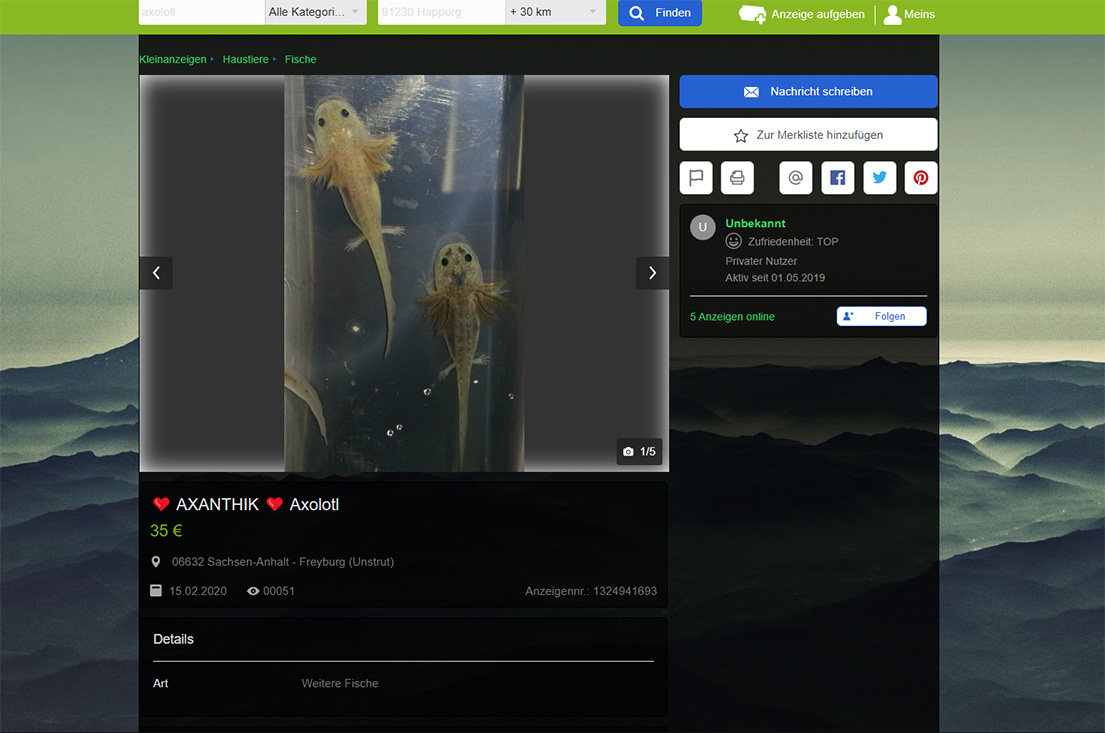 axolotl
Alle Kategori...
91230 Happurg
+ 30 km
Finden
Anzeige aufgeben
Meins
Kleinanzeigen
Haustiere
Fische
Nachricht schreiben
Zur Merkliste hinzufügen
U
Unbekannt
Zufriedenheit: TOP
Privater Nutzer
Aktiv seit 01.05.2019
5 Anzeigen online
Folgen
1/5
AXANTHIK Axolotl
35 €
06632 Sachsen-Anhalt - Freyburg (Unstrut)
15.02.2020 00051 Anzeigennr.: 1324941693
Details
Art Weitere Fische